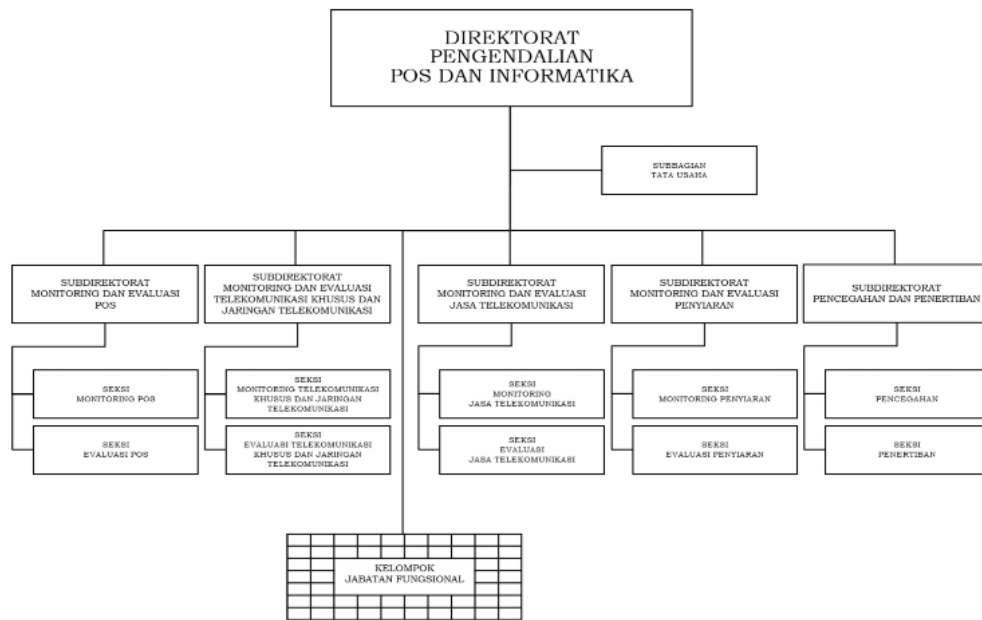 DIREKTORAT
PENGENDALIAN
POS DAN INFORMATIKA
SUBBAGIAN
TATA USAHA
SUBDIREKTORAT
MONITORING DAN EVALUASI
POS
SUBDIREKTORAT
MONITORING DAN EVALUASI
TELEKOMUNIKASI KHUSUS DAN
JARINGAN TELEKOMUNIKASI
SUBDIREKTORAT
MONITORING DAN EVALUASI
JASA TELEKOMUNIKASI
SUBDIREKTORAT
MONITORING DAN EVALUASI
PENYIARAN
SUBDIREKTORAT
PENCEGAHAN DAN PENERTIBAN
SEKSI
MONITORING POS
SEKSI
MONITORING TELEKOMUNIKASI
KHUSUS DAN JARINGAN
TELEKOMUNIKASI
SEKSI
MONITORING
JASA TELEKOMUNIKASI
SEKSI
MONITORING PENYIARAN
SEKSI
PENCEGAHAN
SEKSI
EVALUASI POS
SEKSI
EVALUASI TELEKOMUNIKASI
KHUSUS DAN JARINGAN
TELEKOMUNIKASI
SEKSI
EVALUASI
JASA TELEKOMUNIKASI
SEKSI
EVALUASI PENYIARAN
SEKSI
PENERTIBAN
KELOMPOK
JABATAN FUNGSIONAL